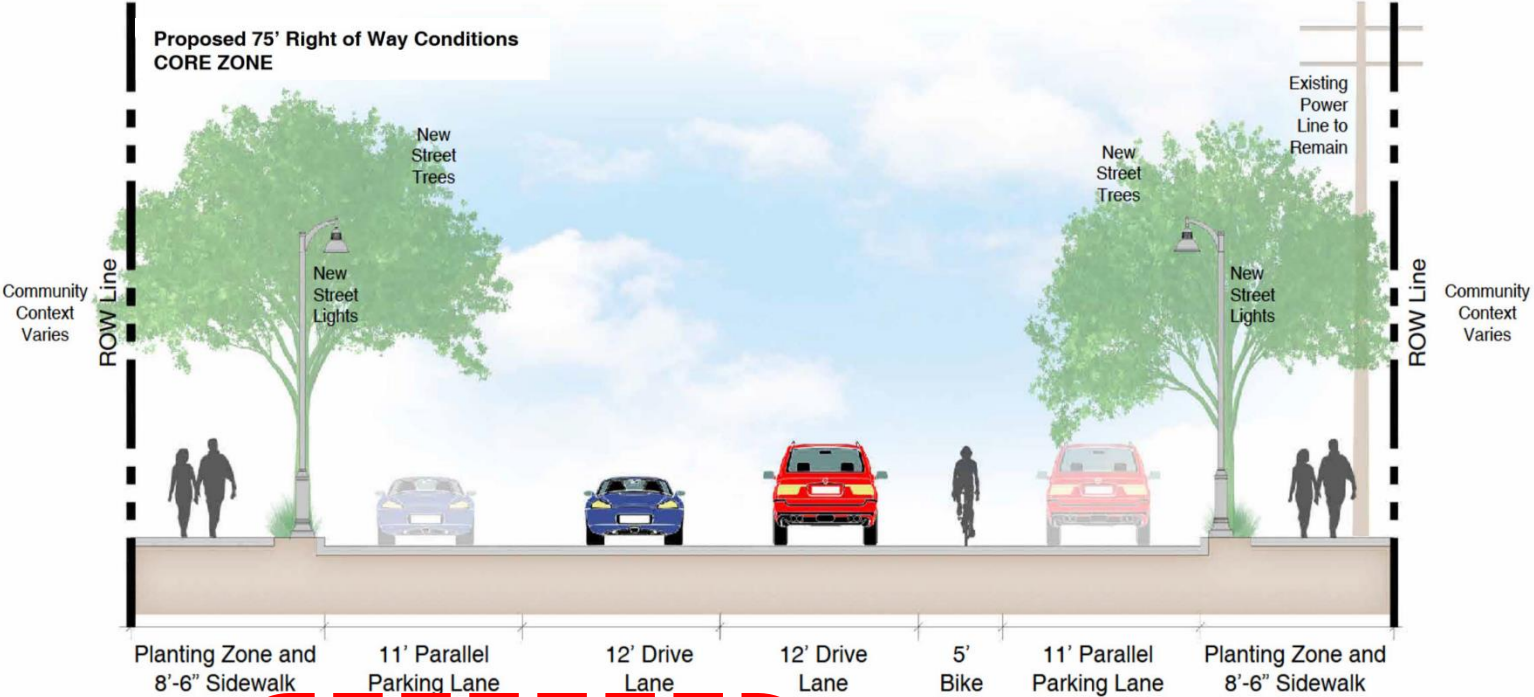 Proposed 75’ Right of Way Conditions
CORE ZONE
New
Street
Trees
New
Street
Lights
Community
Context
Varies
ROW Line
New
Street
Trees
Existing
Power
Line to
Remain
New
Street
Lights
ROW Line
Community
Context
Varies
Planting Zone and
8’-6” Sidewalk
11’ Parallel
Parking Lane
12’ Drive
Lane
12’ Drive
Lane
5’
Bike
11’ Parallel
Parking Lane
Planting Zone and
8’-6” Sidewalk